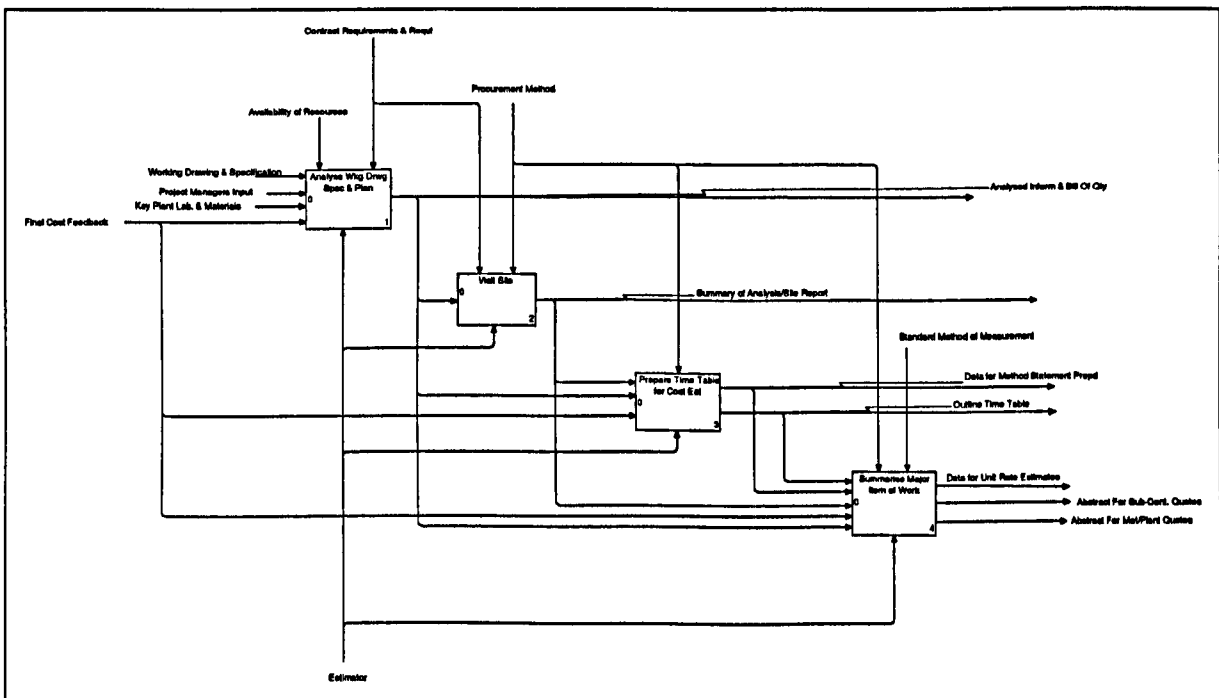 Contract Requirements & Reqd
Procurement Method
Availability of Resources
Working Drawing & Specification
Analyse Wkg Drwg
Spec & Plan
Project Managers Input
Key Plant Lab. & Materials
0
1
Final Cost Feedback
Analysed Inform & Bill Of Qty
Visit Site
0
2
Summary of Analysis/Site Report
Standard Method of Measurement
Prepare Time Table
for Cost Est
0
3
Data for Method Statement Prepd
Outline Time Table
Summarise Major
Item of Work
0
4
Data for Unit Rate Estimates
Abstract For Sub-Cont. Quotes
Abstract For Mat/Plant Quotes
Estimator